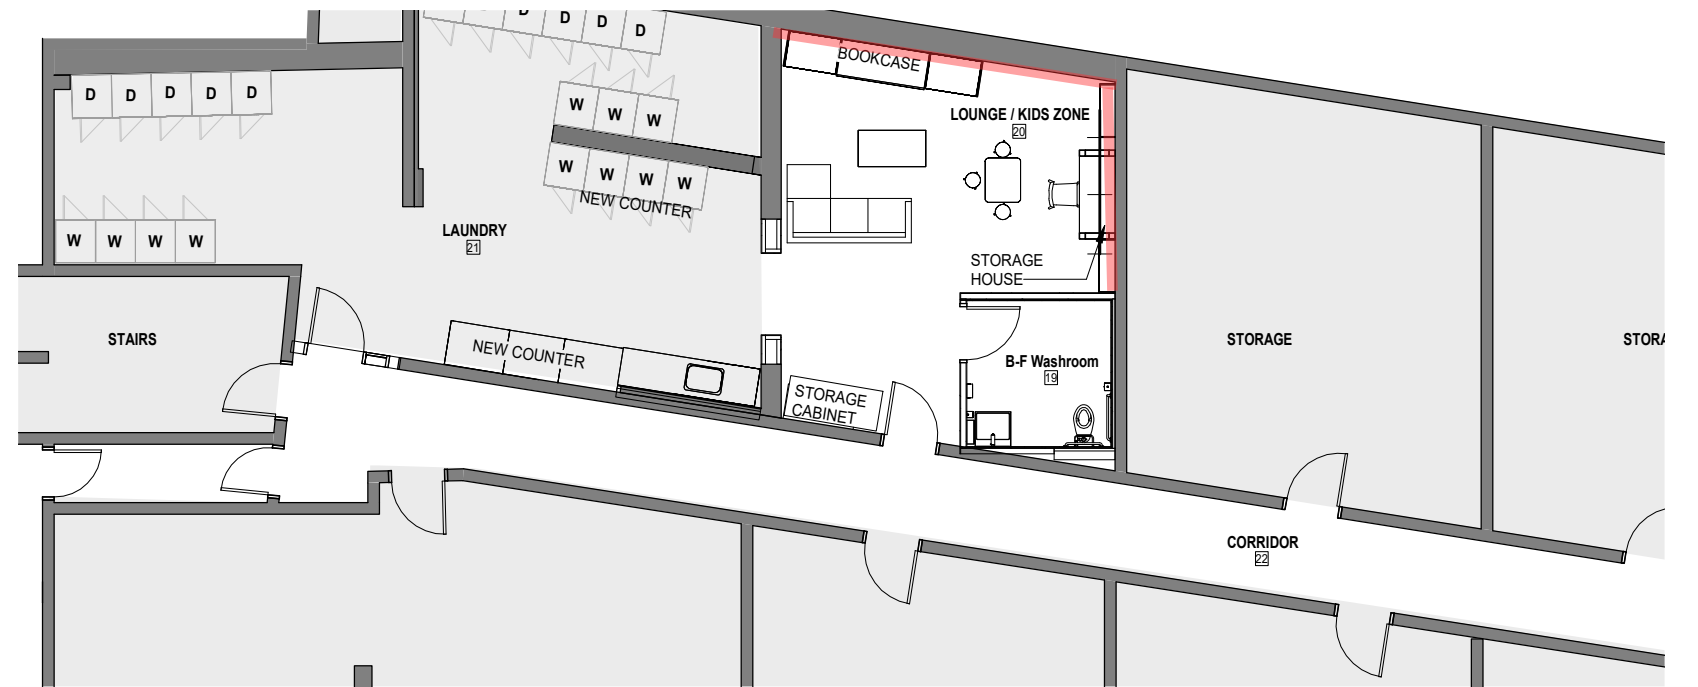 D D D D
D D D D D
BOOKCASE
W W W
LOUNGE / KIDS ZONE
20
W W W W
NEW COUNTER
W W W W
LAUNDRY
21
STORAGE
HOUSE
STAIRS
NEW COUNTER
B-F Washroom
19
STORAGE
STORA
STORAGE
CABINET
CORRIDOR
22